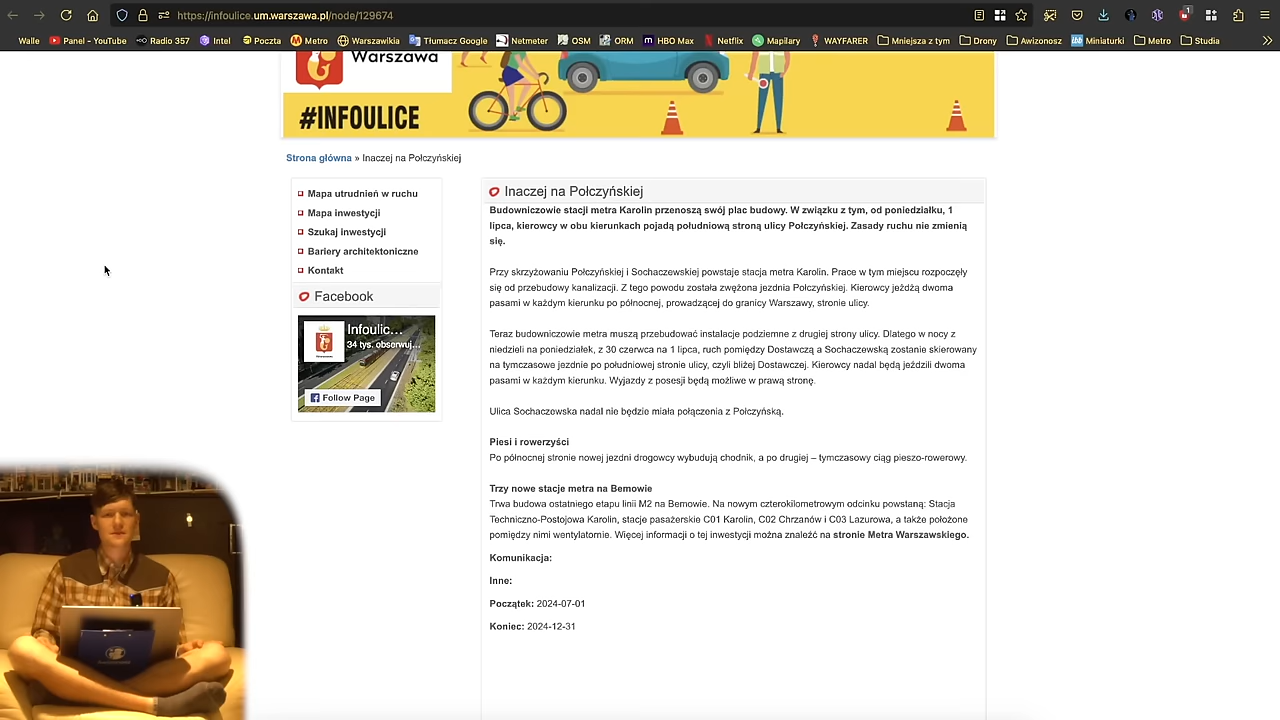 https://infoulice.um.warszawa.pl/node/129674
Walle Panel - YouTube Radio 357 Intel Poczta Metro Warszawikia Tłumacz Google Netmeter OSM ORM HBO Max Netflix Mapilary WAYFARER Mniejsza z tym Drony Awizonosz Miniaturki Metro Studia
Warszawa
#INFOULICE
Strona główna » Inaczej na Połczyńskiej
Mapa utrudnień w ruchu
Mapa inwestycji
Szukaj inwestycji
Bariery architektoniczne
Kontakt
Facebook
Infoulic...
34 tys. obserwuj...
Follow Page
Inaczej na Połczyńskiej
Budowniczowie stacji metra Karolin przenoszą swój plac budowy. W związku z tym, od poniedziałku, 1
lipca, kierowcy w obu kierunkach pojadą południową stroną ulicy Połczyńskiej. Zasady ruchu nie zmienią
się.
Przy skrzyżowaniu Połczyńskiej i Sochaczewskiej powstaje stacja metra Karolin. Prace w tym miejscu rozpoczęły
się od przebudowy kanalizacji. Z tego powodu została zwężona jezdnia Połczyńskiej. Kierowcy jeżdżą dwoma
pasami w każdym kierunku po północnej, prowadzącej do granicy Warszawy, stronie ulicy.
Teraz budowniczowie metra muszą przebudować instalacje podziemne z drugiej strony ulicy. Dlatego w nocy z
niedzieli na poniedziałek, z 30 czerwca na 1 lipca, ruch pomiędzy Dostawczą a Sochaczewską zostanie skierowany
na tymczasowe jezdnie po południowej stronie ulicy, czyli bliżej Dostawczej. Kierowcy nadal będą jeździli dwoma
pasami w każdym kierunku. Wyjazdy z posesji będą możliwe w prawą stronę.
Ulica Sochaczewska nadal nie będzie miała połączenia z Połczyńską.
Piesi i rowerzyści
Po północnej stronie nowej jezdni drogowcy wybudują chodnik, a po drugiej – tymczasowy ciąg pieszo-rowerowy.
Trzy nowe stacje metra na Bemowie
Trwa budowa ostatniego etapu linii M2 na Bemowie. Na nowym czterokilometrowym odcinku powstaną: Stacja
Techniczno-Postojowa Karolin, stacje pasażerskie C01 Karolin, C02 Chrzanów i C03 Lazurowa, a także położone
pomiędzy nimi wentylatornie. Więcej informacji o tej inwestycji można znaleźć na stronie Metra Warszawskiego.
Komunikacja:
Inne:
Początek: 2024-07-01
Koniec: 2024-12-31